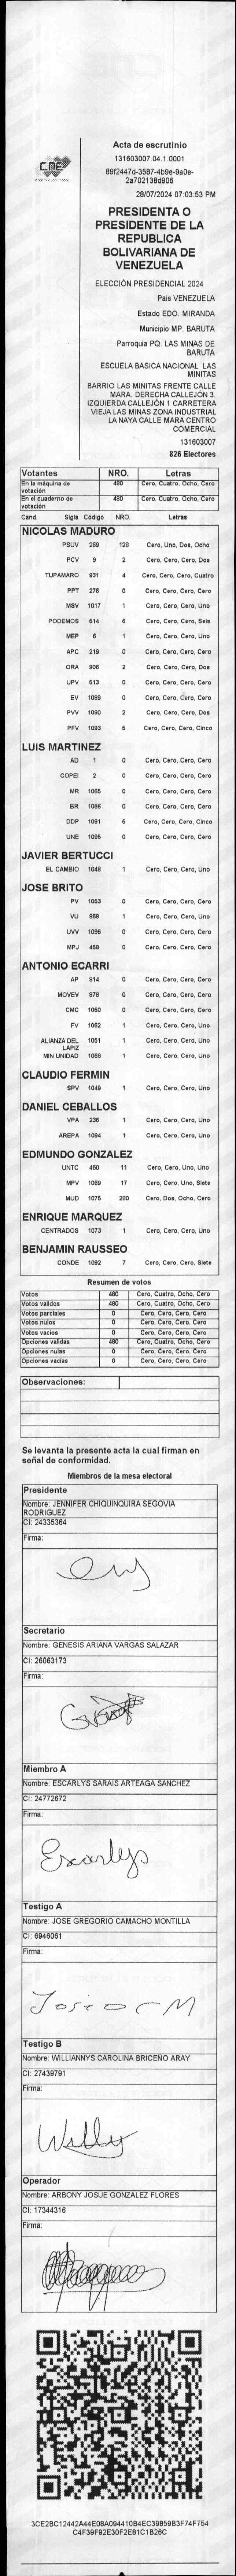 CNE
Acta de escrutinio
131603007.04.1.0001
89f2447d-3587-4b9e-9a0e-
2a702138d906
28/07/2024 07:03:53 PM
PRESIDENTA O
PRESIDENTE DE LA
REPUBLICA
BOLIVARIANA DE
VENEZUELA
ELECCIÓN PRESIDENCIAL 2024
Pais VENEZUELA
Estado EDO. MIRANDA
Municipio MP. BARUTA
Parroquia PQ. LAS MINAS DE
BARUTA
ESCUELA BASICA NACIONAL LAS
MINITAS
BARRIO LAS MINITAS FRENTE CALLE
MARA. DERECHA CALLEJÓN 3.
IZQUIERDA CALLEJÓN 1 CARRETERA
VIEJA LAS MINAS ZONA INDUSTRIAL
LA NAYA CALLE MARA CENTRO
COMERCIAL
131603007
826 Electores
Votantes NRO. Letras
En la máquina de votación 480 Cero, Cuatro, Ocho, Cero
En el cuaderno de votación 480 Cero, Cuatro, Ocho, Cero
Cand. Sigla Código NRO. Letras
NICOLAS MADURO
PSUV 269 128 Cero, Uno, Dos, Ocho
PCV 9 2 Cero, Cero, Cero, Dos
TUPAMARO 931 4 Cero, Cero, Cero, Cuatro
PPT 276 0 Cero, Cero, Cero, Cero
MSV 1017 1 Cero, Cero, Cero, Uno
PODEMOS 514 6 Cero, Cero, Cero, Seis
MEP 6 1 Cero, Cero, Cero, Uno
APC 219 0 Cero, Cero, Cero, Cero
ORA 908 2 Cero, Cero, Cero, Dos
UPV 513 0 Cero, Cero, Cero, Cero
EV 1089 0 Cero, Cero, Cero, Cero
PVV 1090 2 Cero, Cero, Cero, Dos
PFV 1093 5 Cero, Cero, Cero, Cinco
LUIS MARTINEZ
AD 1 0 Cero, Cero, Cero, Cero
COPEI 2 0 Cero, Cero, Cero, Cero
MR 1065 0 Cero, Cero, Cero, Cero
BR 1066 0 Cero, Cero, Cero, Cero
DDP 1091 5 Cero, Cero, Cero, Cinco
UNE 1095 0 Cero, Cero, Cero, Cero
JAVIER BERTUCCI
EL CAMBIO 1048 1 Cero, Cero, Cero, Uno
JOSE BRITO
PV 1053 0 Cero, Cero, Cero, Cero
VU 868 1 Cero, Cero, Cero, Uno
UVV 1096 0 Cero, Cero, Cero, Cero
MPJ 458 0 Cero, Cero, Cero, Cero
ANTONIO ECARRI
AP 814 0 Cero, Cero, Cero, Cero
MOVEV 878 0 Cero, Cero, Cero, Cero
CMC 1050 0 Cero, Cero, Cero, Cero
FV 1052 1 Cero, Cero, Cero, Uno
ALIANZA DEL LAPIZ 1051 1 Cero, Cero, Cero, Uno
MIN UNIDAD 1068 1 Cero, Cero, Cero, Uno
CLAUDIO FERMIN
SPV 1049 1 Cero, Cero, Cero, Uno
DANIEL CEBALLOS
VPA 236 1 Cero, Cero, Cero, Uno
AREPA 1094 1 Cero, Cero, Cero, Uno
EDMUNDO GONZALEZ
UNTC 460 11 Cero, Cero, Uno, Uno
MPV 1069 17 Cero, Cero, Uno, Siete
MUD 1075 280 Cero, Dos, Ocho, Cero
ENRIQUE MARQUEZ
CENTRADOS 1073 1 Cero, Cero, Cero, Uno
BENJAMIN RAUSSEO
CONDE 1092 7 Cero, Cero, Cero, Siete
Resumen de votos
Votos 480 Cero, Cuatro, Ocho, Cero
Votos validos 480 Cero, Cuatro, Ocho, Cero
Votos parciales 0 Cero, Cero, Cero, Cero
Votos nulos 0 Cero, Cero, Cero, Cero
Votos vacios 0 Cero, Cero, Cero, Cero
Opciones validas 480 Cero, Cuatro, Ocho, Cero
Opciones nulas 0 Cero, Cero, Cero, Cero
Opciones vacias 0 Cero, Cero, Cero, Cero
Observaciones:
Se levanta la presente acta la cual firman en
señal de conformidad.
Miembros de la mesa electoral
Presidente
Nombre: JENNIFER CHIQUINQUIRA SEGOVIA
RODRIGUEZ
CI: 24335364
Firma:
Secretario
Nombre: GENESIS ARIANA VARGAS SALAZAR
CI: 26063173
Firma:
Miembro A
Nombre: ESCARLYS SARAIS ARTEAGA SANCHEZ
CI: 24772672
Firma:
Escarlys
Testigo A
Nombre: JOSE GREGORIO CAMACHO MONTILLA
CI: 6946061
Firma:
Testigo B
Nombre: WILLIANNYS CAROLINA BRICEÑO ARAY
CI: 27439791
Firma:
Willy
Operador
Nombre: ARBONY JOSUE GONZALEZ FLORES
CI: 17344316
Firma:
3CE2BC12442A44E08A094410B4EC39859B3F74F754
C4F39F92E30F2E81C1B26C